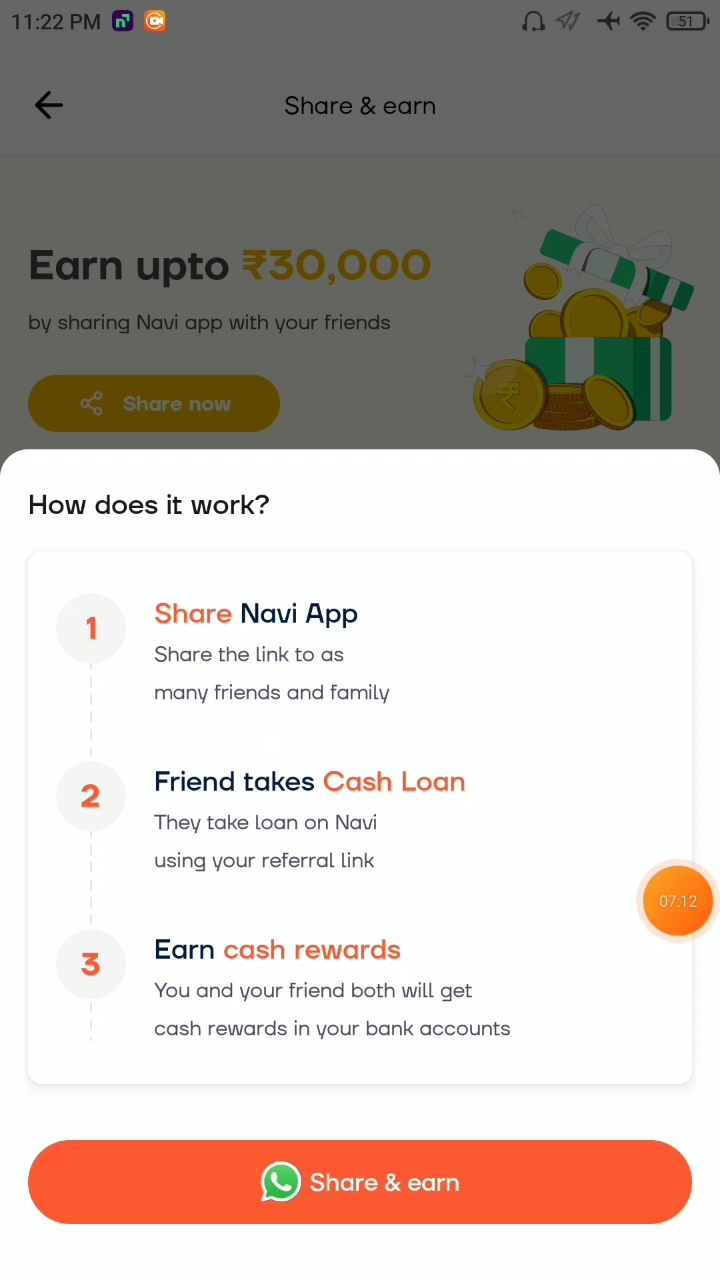 11:22 PM
51
Share & earn
Earn upto ₹30,000
by sharing Navi app with your friends
₹
Share now
How does it work?
1
Share Navi App
Share the link to as
many friends and family
2
Friend takes Cash Loan
They take loan on Navi
using your referral link
07:12
3
Earn cash rewards
You and your friend both will get
cash rewards in your bank accounts
Share & earn